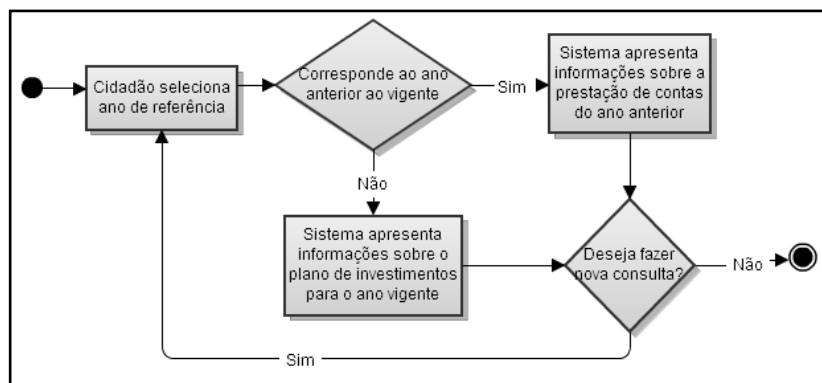 Cidadão seleciona
ano de referência
Corresponde ao ano
anterior ao vigente
Sim
Sistema apresenta
informações sobre a
prestação de contas
do ano anterior
Não
Sistema apresenta
informações sobre o
plano de investimentos
para o ano vigente
Deseja fazer
nova consulta?
Não
Sim